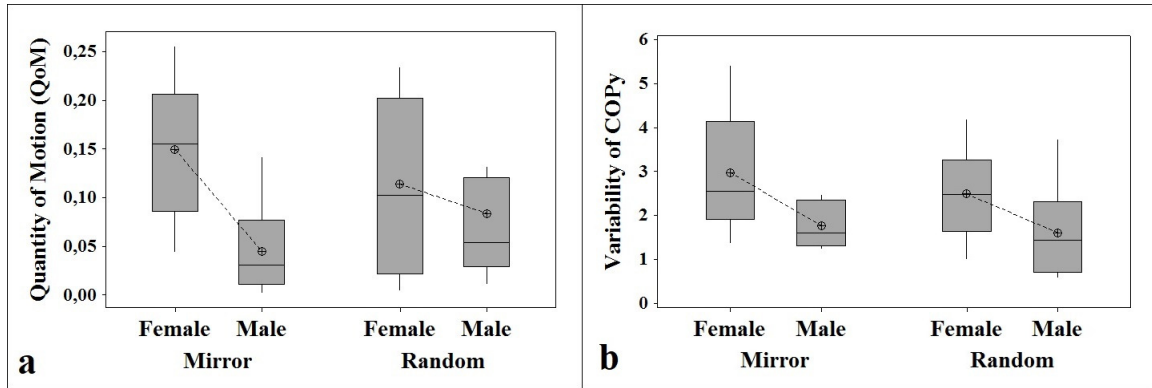 Quantity of Motion (QoM)
0,25
0,20
0,15
0,10
0,05
0,00
Female Male Female Male
Mirror Random
a
Variability of COPy
6
5
4
3
2
1
0
Female Male Female Male
Mirror Random
b